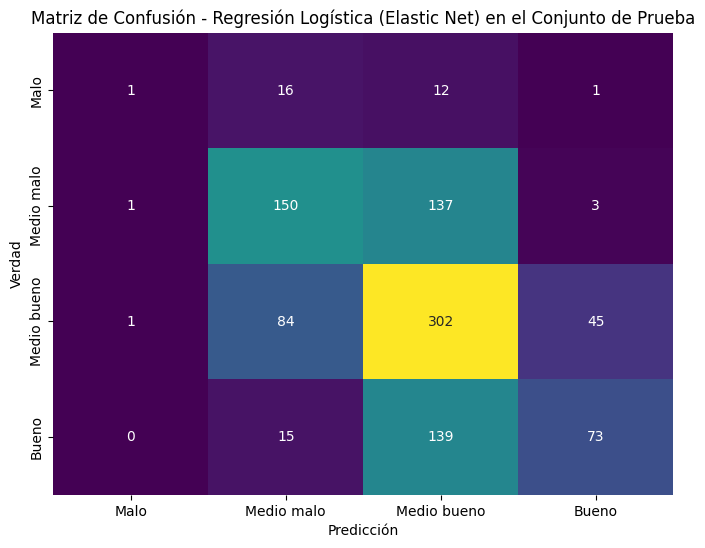 Matriz de Confusión - Regresión Logística (Elastic Net) en el Conjunto de Prueba
Verdad
Malo
1 16 12 1
Medio malo
1 150 137 3
Medio bueno
1 84 302 45
Bueno
0 15 139 73
Malo Medio malo Medio bueno Bueno
Predicción